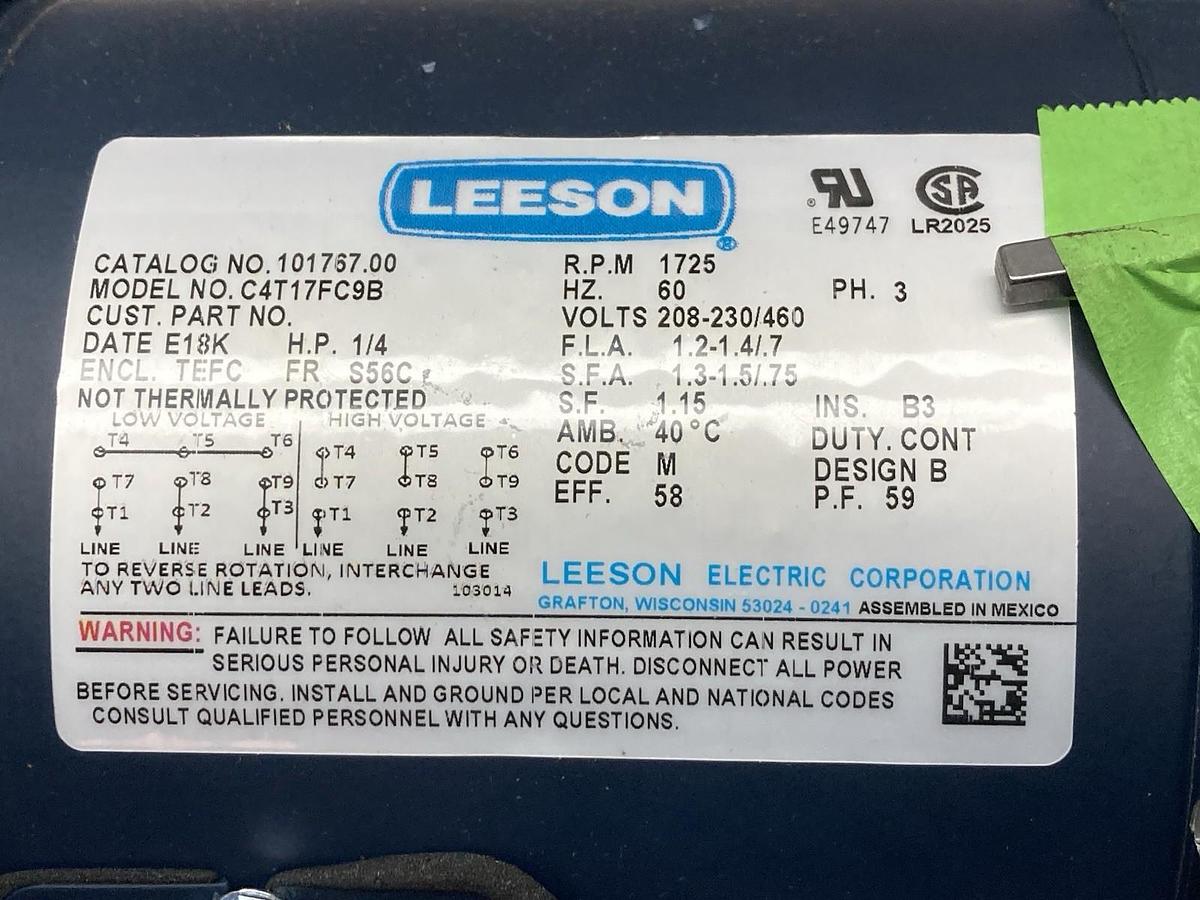 LEESON
®
®
E49747 LR2025
CATALOG NO. 101767.00
MODEL NO. C4T17FC9B
CUST. PART NO.
DATE E18K H.P. 1/4
ENCL. TEFC FR S56C
NOT THERMALLY PROTECTED
R.P.M 1725
HZ. 60 PH. 3
VOLTS 208-230/460
F.L.A. 1.2-1.4/.7
S.F.A. 1.3-1.5/.75
S.F. 1.15 INS. B3
AMB. 40°C DUTY. CONT
CODE M DESIGN B
EFF. 58 P.F. 59
LOW VOLTAGE HIGH VOLTAGE
T4 T5 T6 T4 T5 T6
T7 T8 T9 T7 T8 T9
T1 T2 T3 T1 T2 T3
LINE LINE LINE LINE LINE LINE
TO REVERSE ROTATION, INTERCHANGE
ANY TWO LINE LEADS. 103014
LEESON ELECTRIC CORPORATION
GRAFTON, WISCONSIN 53024 - 0241 ASSEMBLED IN MEXICO
WARNING: FAILURE TO FOLLOW ALL SAFETY INFORMATION CAN RESULT IN
SERIOUS PERSONAL INJURY OR DEATH. DISCONNECT ALL POWER
BEFORE SERVICING. INSTALL AND GROUND PER LOCAL AND NATIONAL CODES
CONSULT QUALIFIED PERSONNEL WITH ANY QUESTIONS.